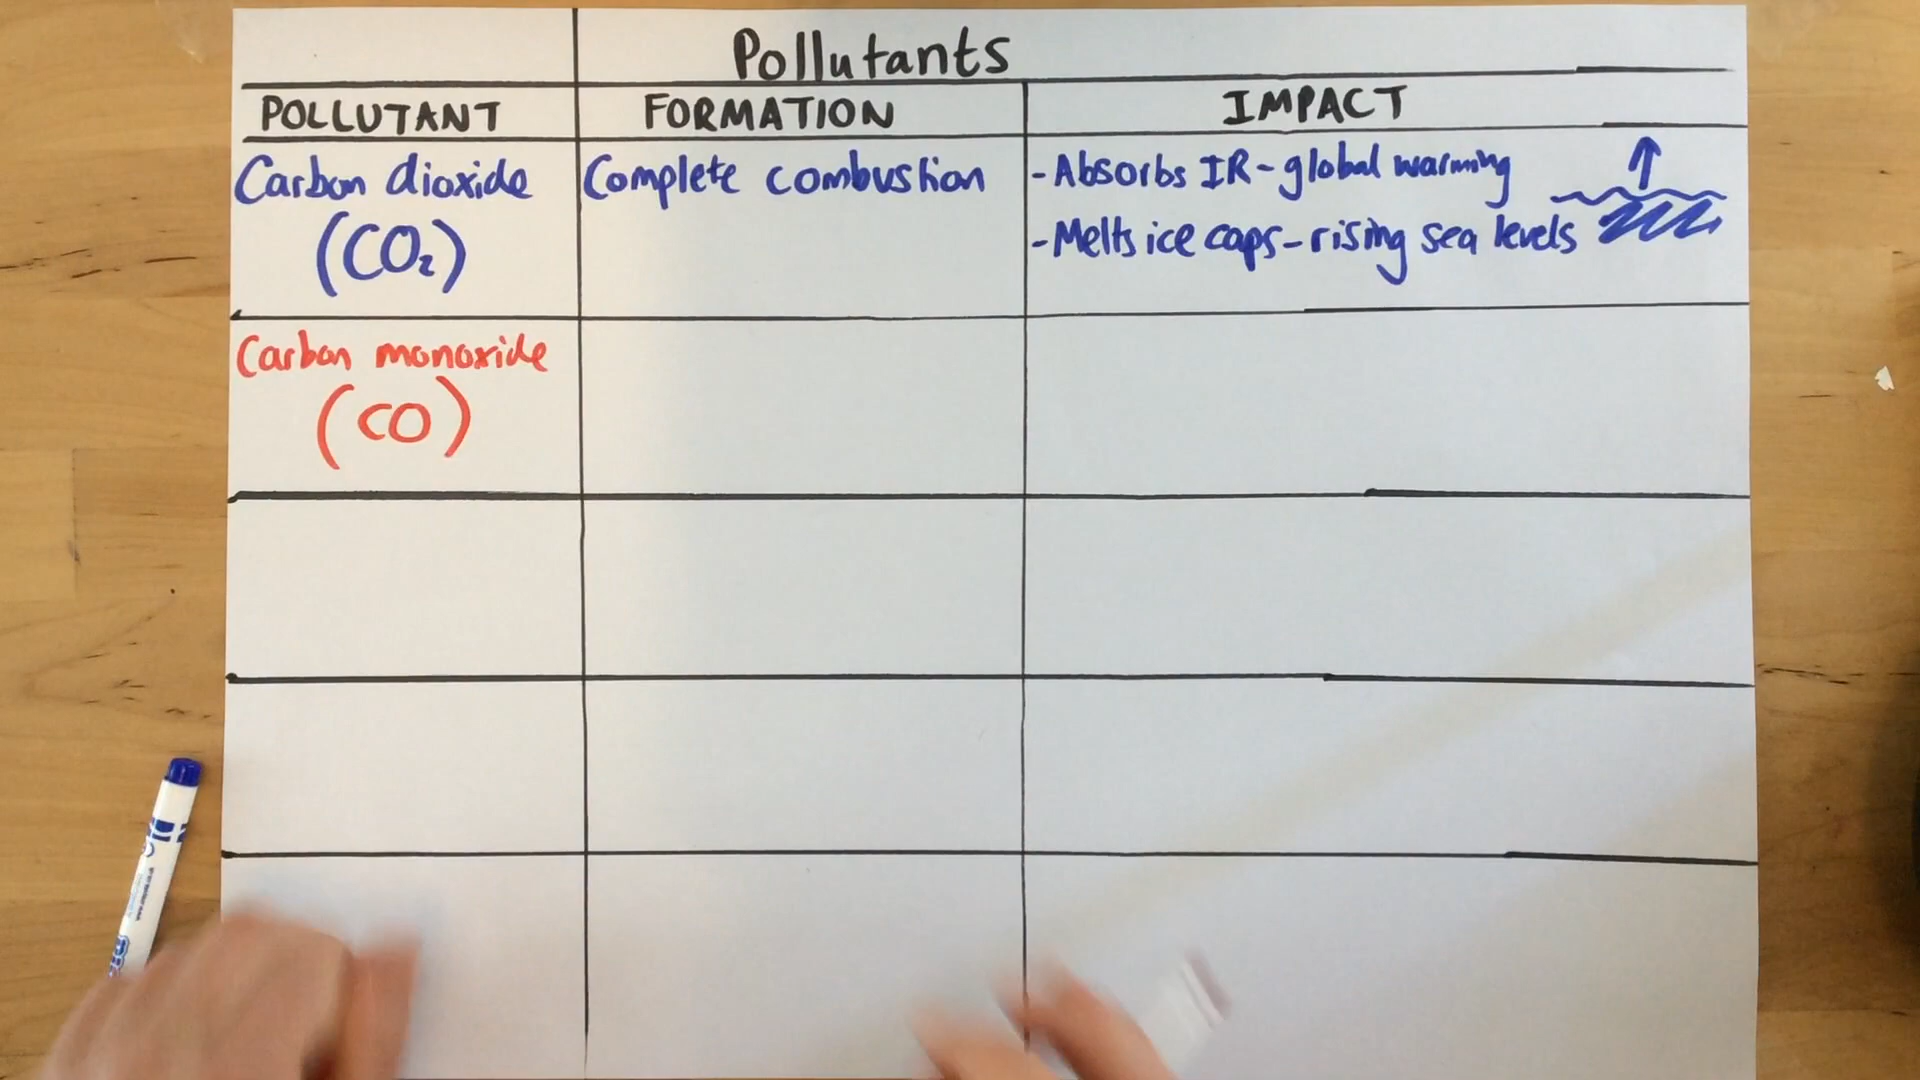 Pollutants
POLLUTANT FORMATION IMPACT
Carbon dioxide
(CO₂)
Complete combustion
-Absorbs IR-global warming
-Melts ice caps-rising sea levels
Carbon monoxide
(CO)